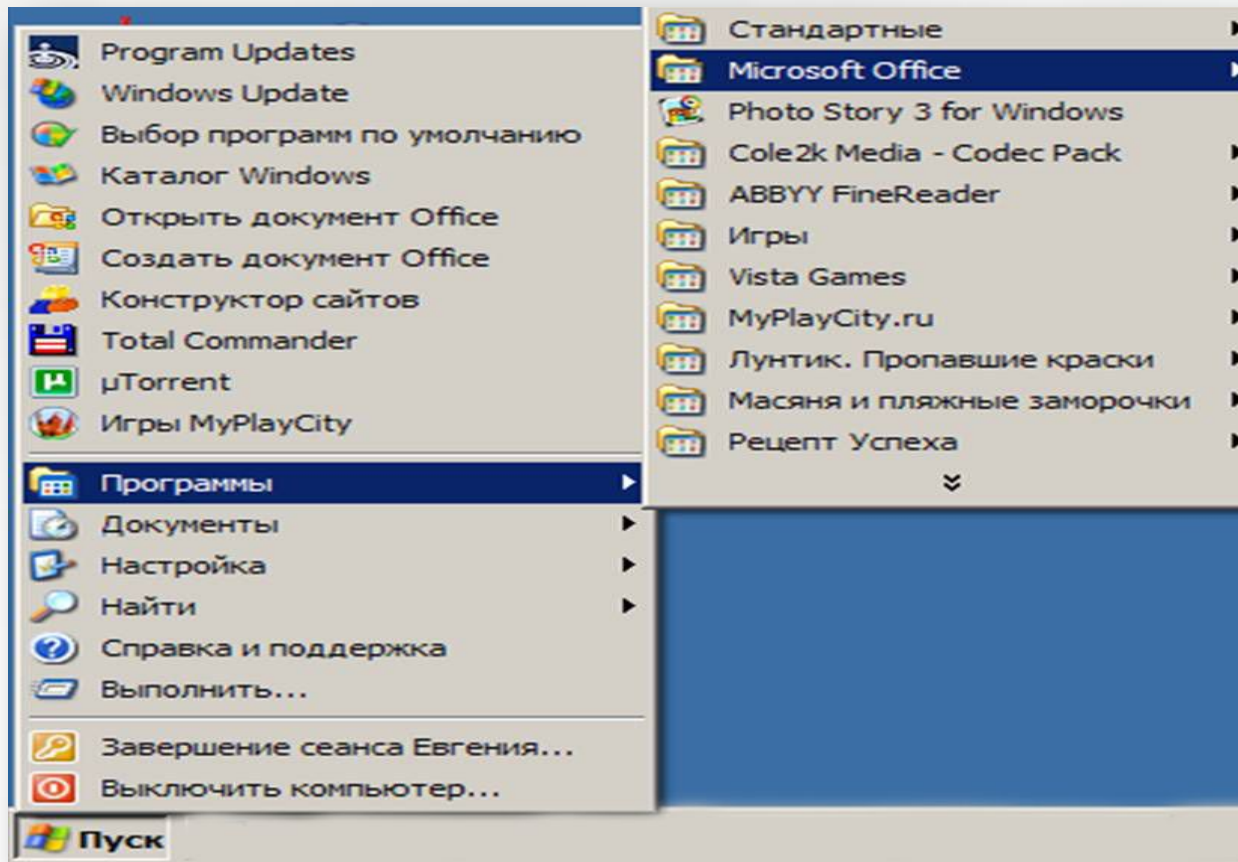 Program Updates
Windows Update
Выбор программ по умолчанию
Каталог Windows
Открыть документ Office
Создать документ Office
Конструктор сайтов
Total Commander
µTorrent
Игры MyPlayCity
Программы
Документы
Настройка
Найти
Справка и поддержка
Выполнить...
Завершение сеанса Евгения...
Выключить компьютер...
Пуск
Стандартные
Microsoft Office
Photo Story 3 for Windows
Cole2k Media - Codec Pack
ABBYY FineReader
Игры
Vista Games
MyPlayCity.ru
Лунтик. Пропавшие краски
Масяня и пляжные заморочки
Рецепт Успеха